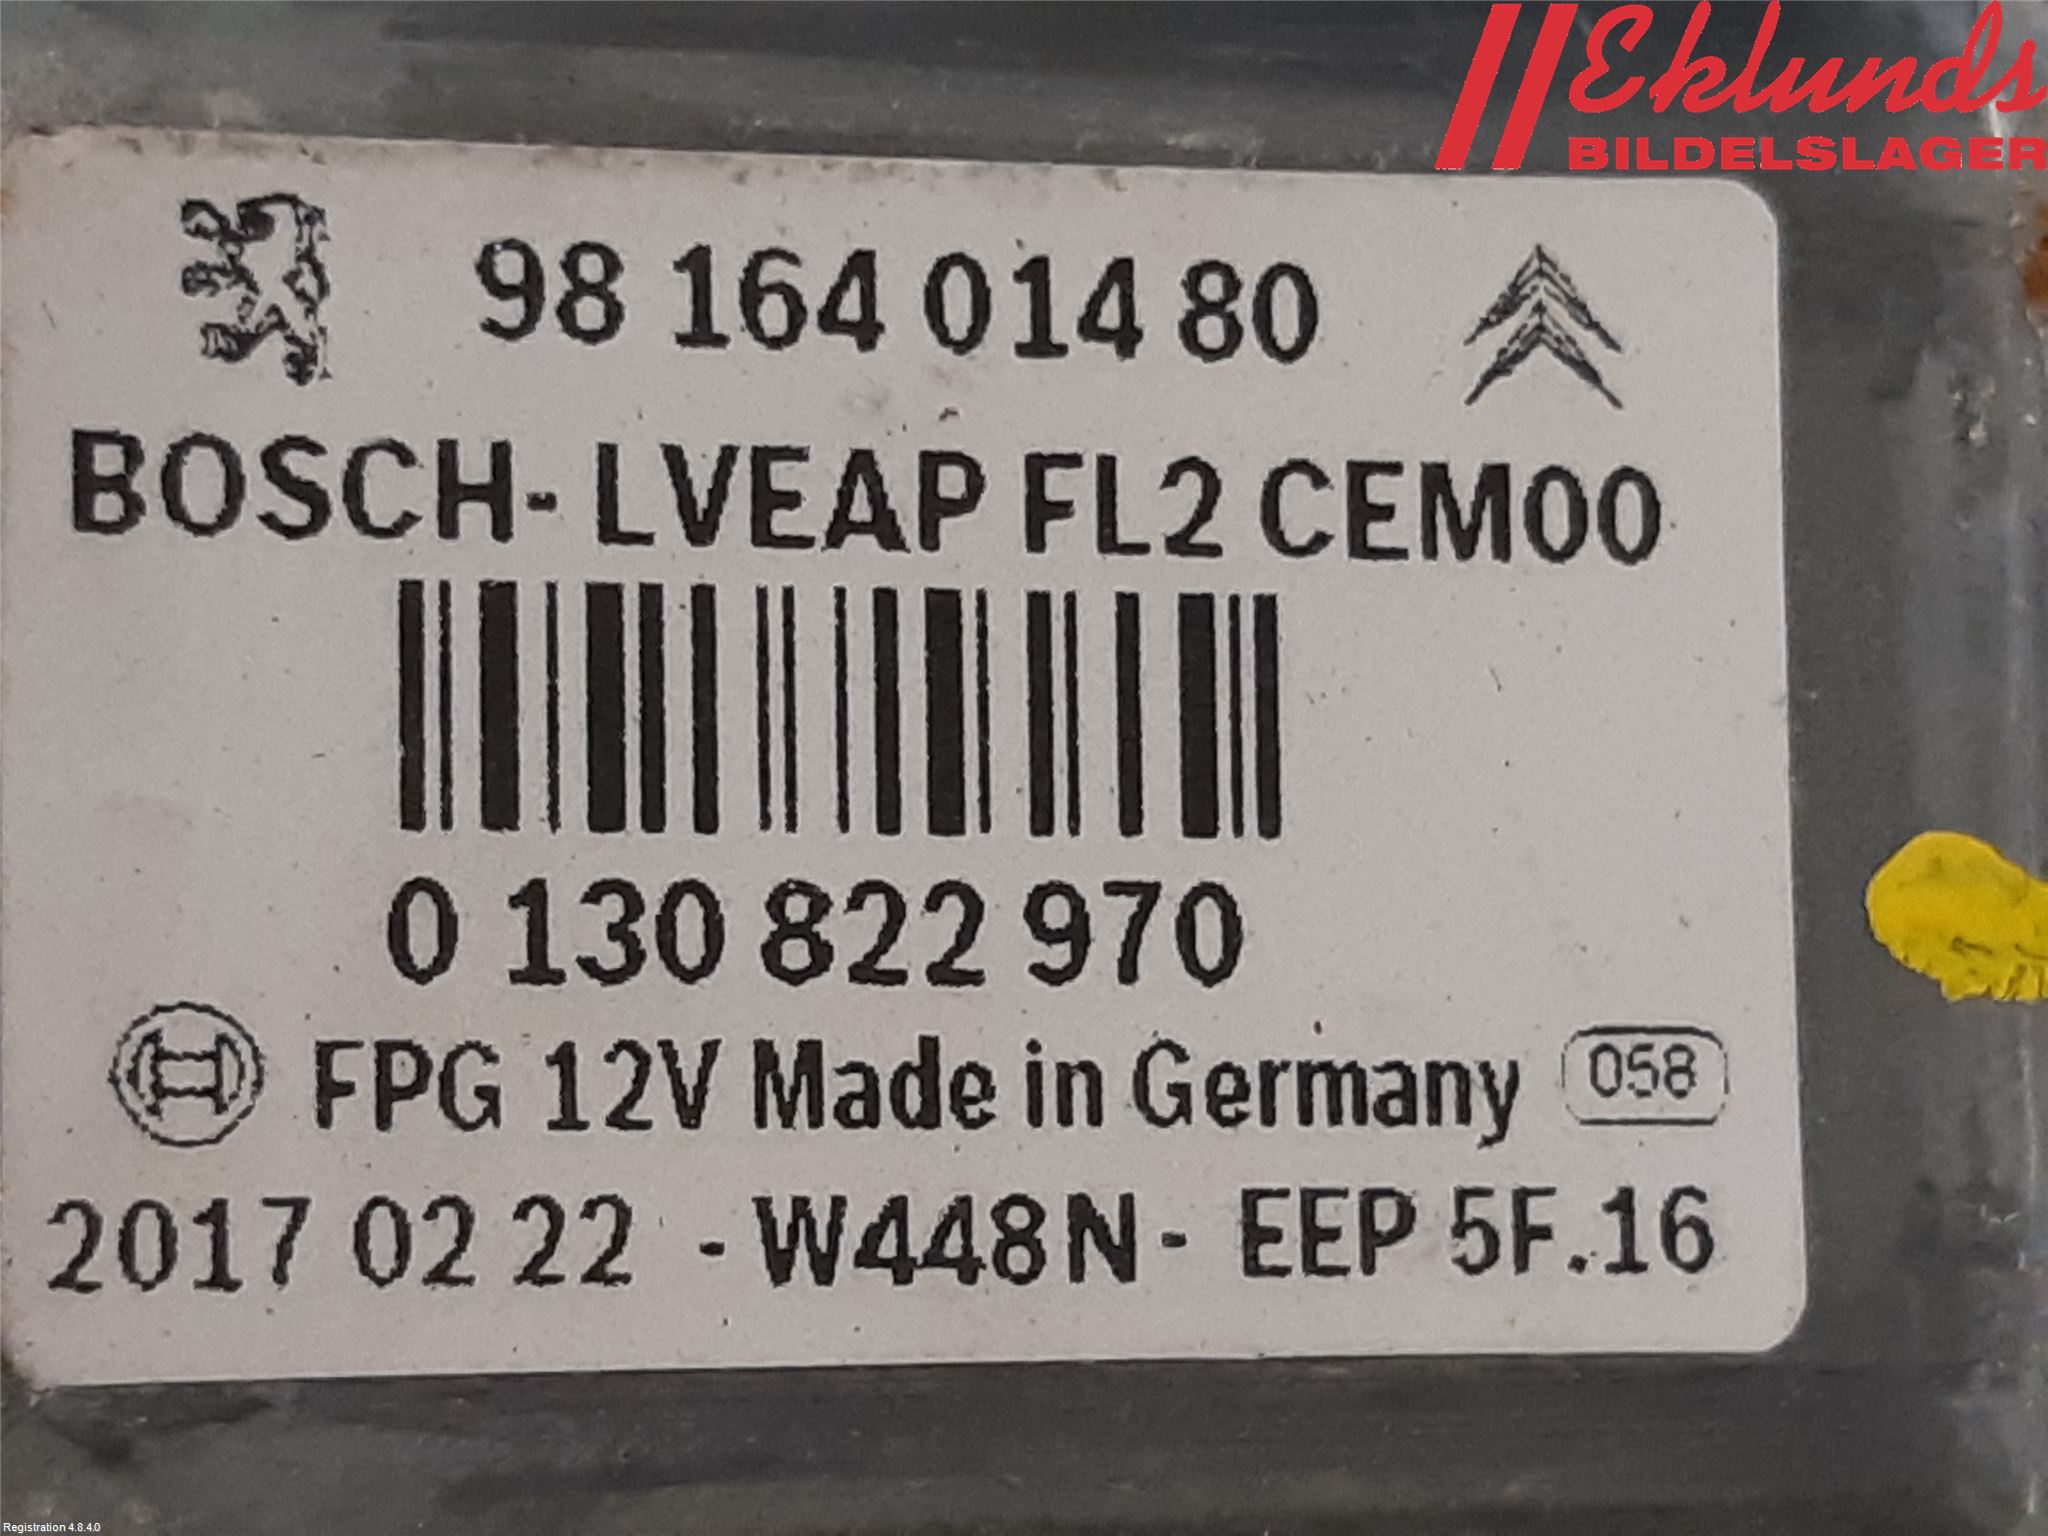 Eklunds
BILDELSLAGER
98 164 014 80
BOSCH- LVEAP FL2 CEM00
0 130 822 970
FPG 12V Made in Germany 058
2017 02 22 - W448N - EEP 5F.16
Registration 4.8.4.0